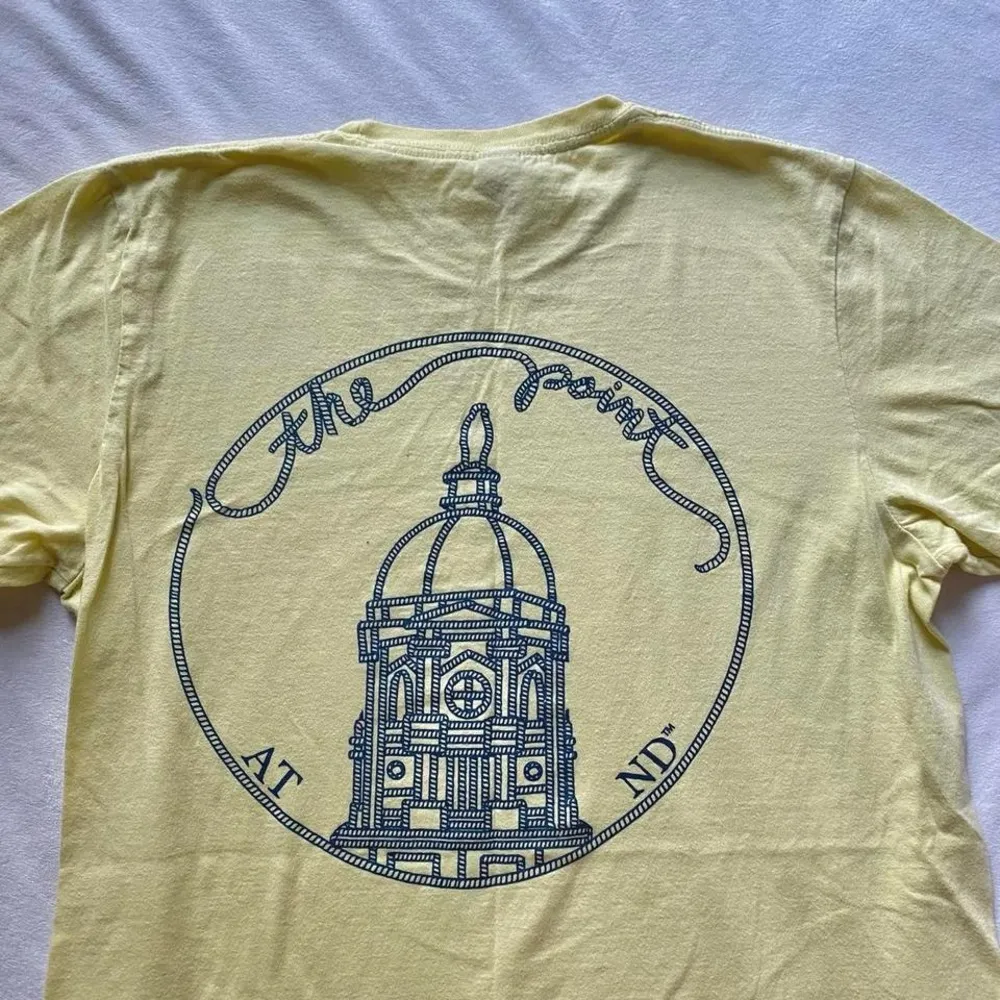 the point
AT ND™